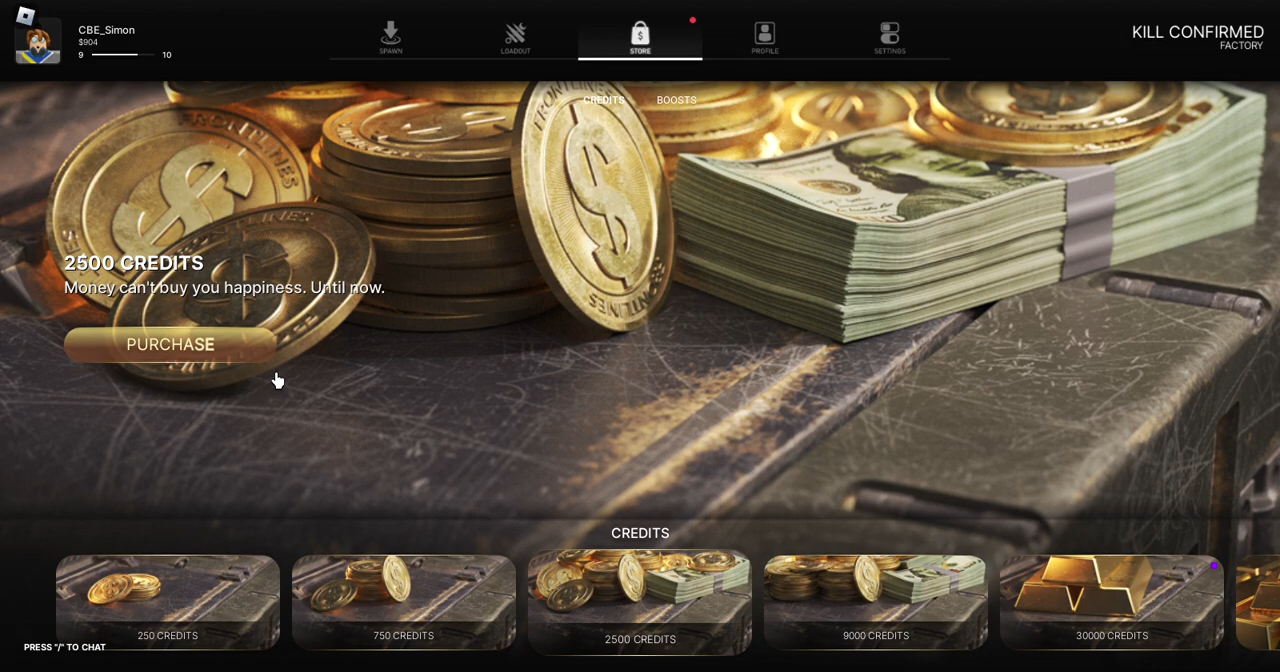 CBE_Simon
$904
9 10
SPAWN
LOADOUT
STORE
PROFILE
SETTINGS
KILL CONFIRMED
FACTORY
CREDITS
BOOSTS
FRONTLINES
FRONTLINES
2500 CREDITS
Money can't buy you happiness. Until now.
PURCHASE
CREDITS
250 CREDITS
750 CREDITS
2500 CREDITS
9000 CREDITS
30000 CREDITS
PRESS "/" TO CHAT